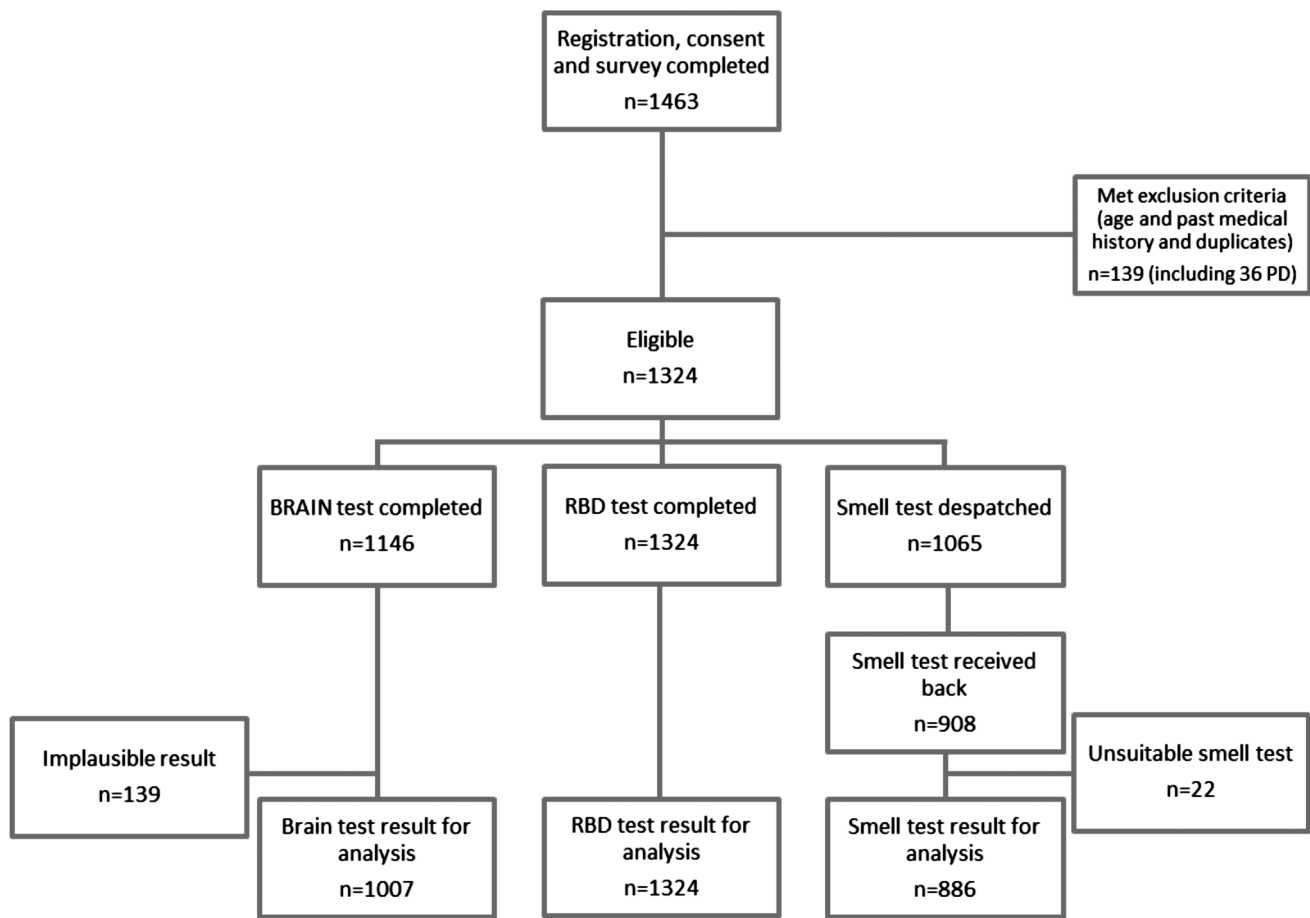 Registration, consent
and survey completed
n=1463
Met exclusion criteria
(age and past medical
history and duplicates)
n=139 (including 36 PD)
Eligible
n=1324
BRAIN test completed
n=1146
RBD test completed
n=1324
Smell test despatched
n=1065
Smell test received
back
n=908
Implausible result
n=139
Unsuitable smell test
n=22
Brain test result for
analysis
n=1007
RBD test result for
analysis
n=1324
Smell test result for
analysis
n=886